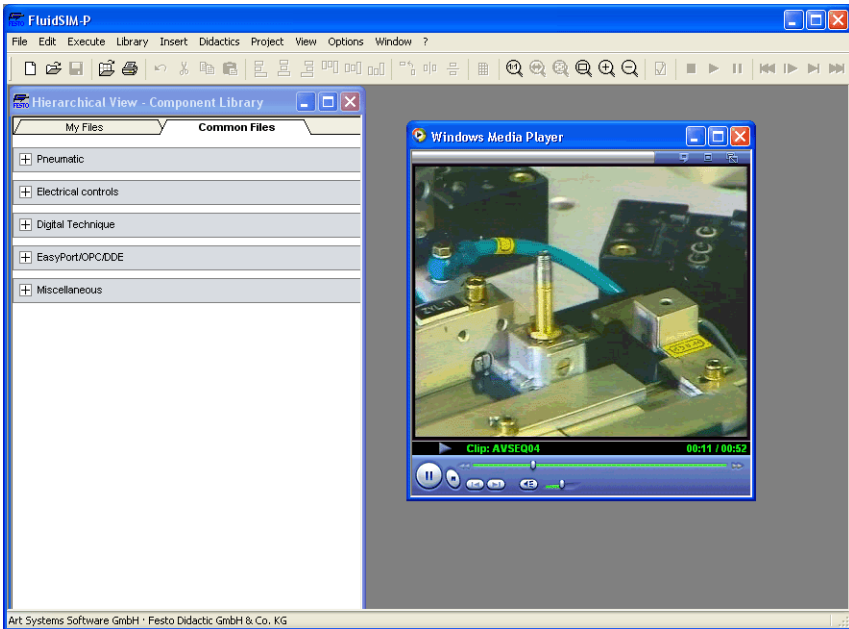 FluidSIM-P
File Edit Execute Library Insert Didactics Project View Options Window ?
Hierarchical View - Component Library
My Files Common Files
Pneumatic
Electrical controls
Digital Technique
EasyPort/OPC/DDE
Miscellaneous
Windows Media Player
ZYL-11
Clip: AVSEQ04 00:11 / 00:52
Art Systems Software GmbH · Festo Didactic GmbH & Co. KG